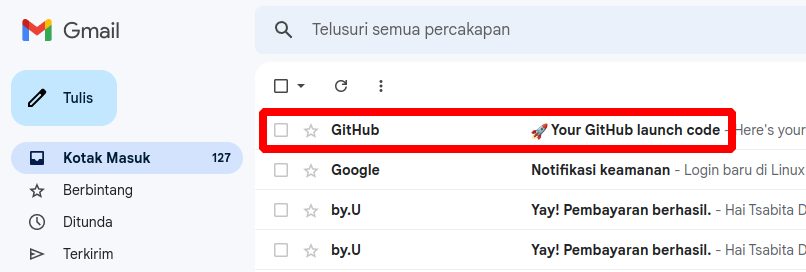 Gmail
Telusuri semua percakapan
Tulis
GitHub 🚀 Your GitHub launch code - Here's your
Kotak Masuk 127
Google Notifikasi keamanan - Login baru di Linux
Berbintang
by.U Yay! Pembayaran berhasil. - Hai Tsabita D
Ditunda
by.U Yay! Pembayaran berhasil. - Hai Tsabita D
Terkirim